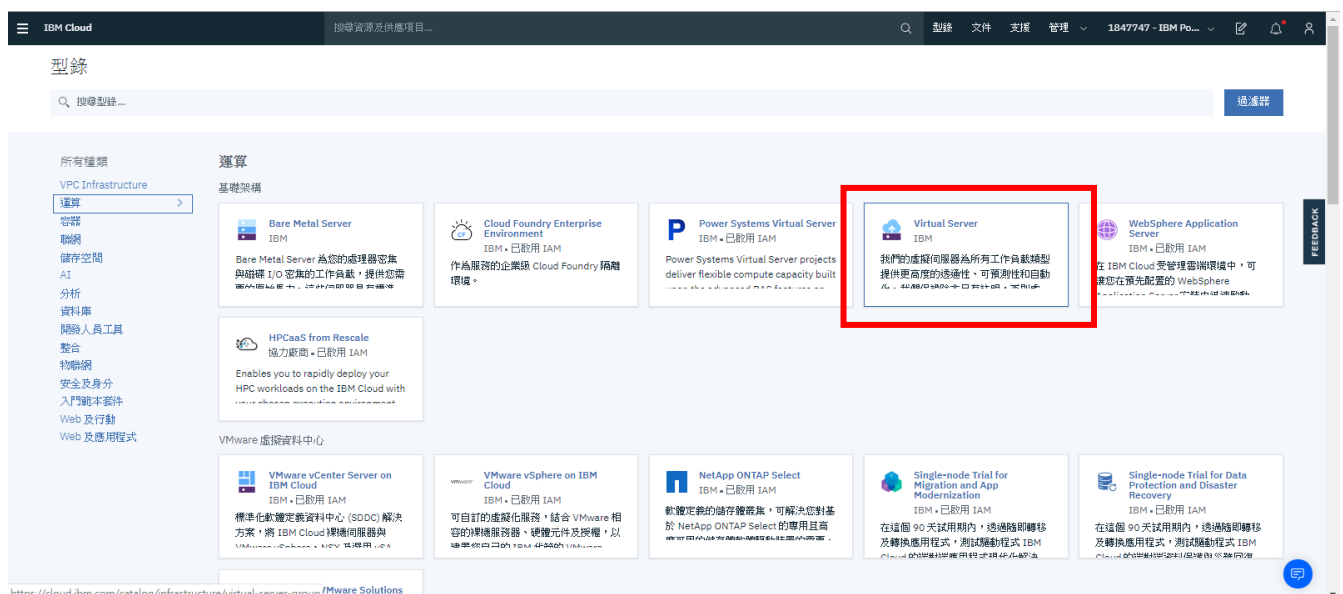 IBM Cloud
搜尋資源及供應項目...
型錄
文件
支援
管理
1847747 - IBM Po...
型錄
搜尋型錄...
過濾器
所有種類
VPC Infrastructure
運算
容器
聯網
儲存空間
AI
分析
資料庫
開發人員工具
整合
物聯網
安全及身分
入門範本套件
Web 及行動
Web 及應用程式
運算
基礎架構
Bare Metal Server
IBM
Bare Metal Server 為您的處理器密集
與磁碟 I/O 密集的工作負載，提供您需
Cloud Foundry Enterprise
Environment
IBM • 已啟用 IAM
作為服務的企業級 Cloud Foundry 隔離
環境。
Power Systems Virtual Server
IBM • 已啟用 IAM
Power Systems Virtual Server projects
deliver flexible compute capacity built
upon the advanced RAS features on
Virtual Server
IBM
我們的虛擬伺服器為所有工作負載類型
提供更高度的透通性、可預測性和自動
WebSphere Application
Server
IBM • 已啟用 IAM
在 IBM Cloud 受管理雲端環境中，可
讓您在預先配置的 WebSphere
HPCaaS from Rescale
協力廠商 • 已啟用 IAM
Enables you to rapidly deploy your
HPC workloads on the IBM Cloud with
your chosen execution environment
VMware 虛擬資料中心
VMware vCenter Server on
IBM Cloud
IBM • 已啟用 IAM
標準化軟體定義資料中心 (SDDC) 解決
方案，將 IBM Cloud 裸機伺服器與
vmware
VMware vSphere on IBM
Cloud
IBM • 已啟用 IAM
可自訂的虛擬化服務，結合 VMware 相
容的裸機服務器、硬體元件及授權，以
NetApp ONTAP Select
IBM • 已啟用 IAM
軟體定義的儲存體叢集，可解決您對基
於 NetApp ONTAP Select 的專用且高
Single-node Trial for
Migration and App
Modernization
IBM • 已啟用 IAM
在這個 90 天試用期內，透過隨即轉移
及轉換應用程式，測試驅動程式 IBM
Single-node Trial for Data
Protection and Disaster
Recovery
IBM • 已啟用 IAM
在這個 90 天試用期內，透過隨即轉移
及轉換應用程式，測試驅動程式 IBM
VMware Solutions
https://cloud.ibm.com/catalog/infrastructure/virtual-server-group
FEEDBACK